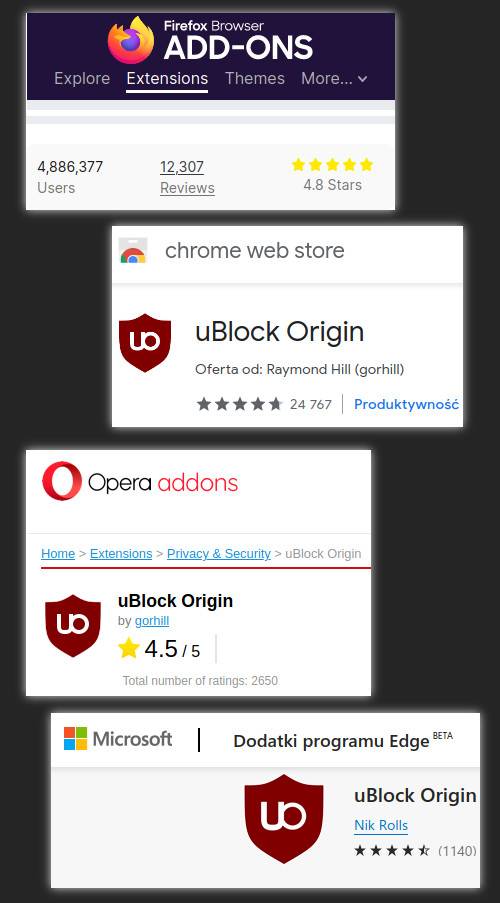 Firefox Browser
ADD-ONS
Explore Extensions Themes More...
4,886,377 12,307
Users Reviews 4.8 Stars
chrome web store
uBlock Origin
Oferta od: Raymond Hill (gorhill)
24 767 Produktywność
Opera addons
Home > Extensions > Privacy & Security > uBlock Origin
uBlock Origin
by gorhill
4.5 / 5
Total number of ratings: 2650
Microsoft Dodatki programu Edge BETA
uBlock Origin
Nik Rolls
(1140)